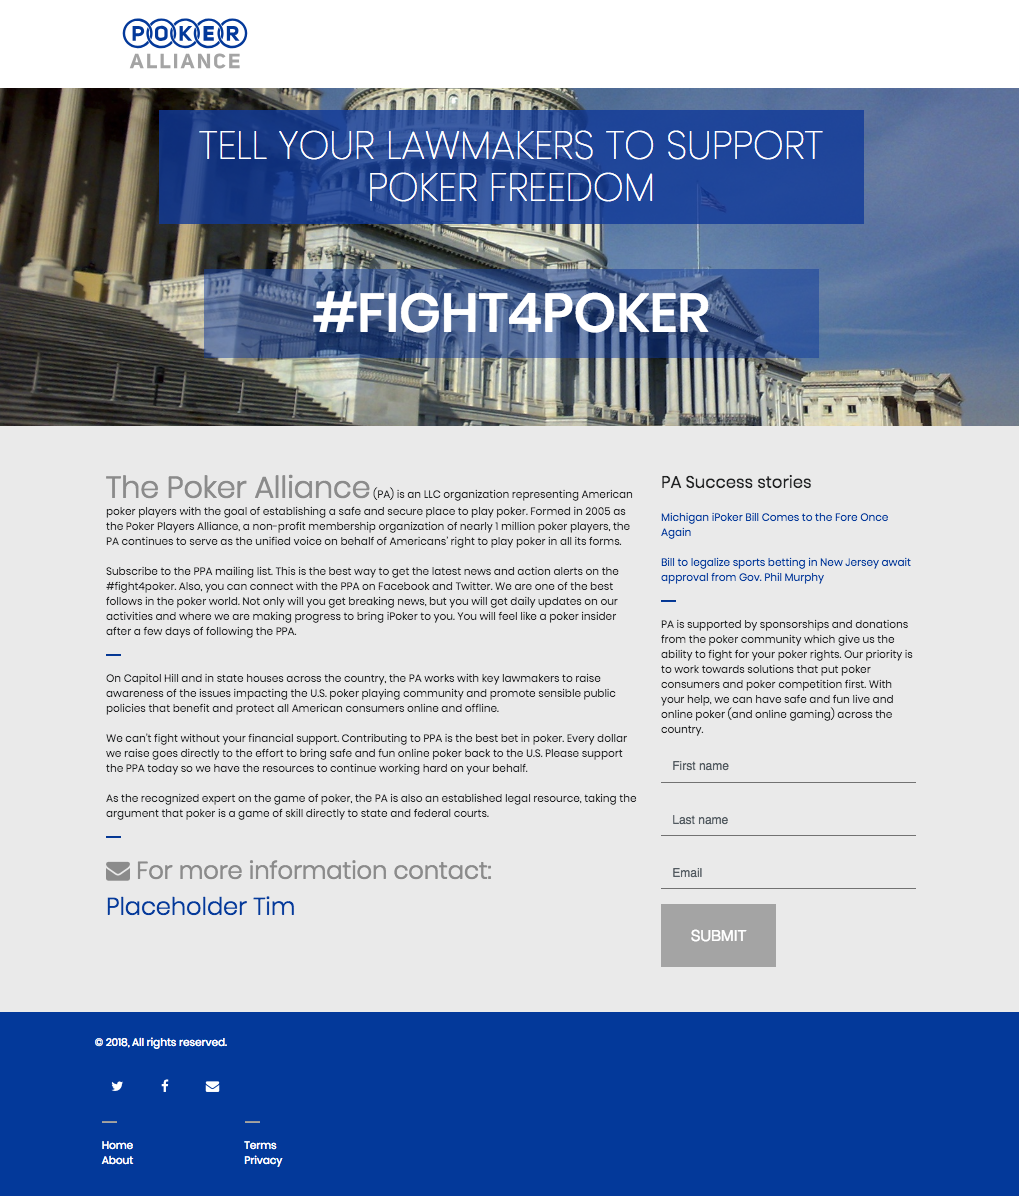 POKER
ALLIANCE
TELL YOUR LAWMAKERS TO SUPPORT
POKER FREEDOM
#FIGHT4POKER
The Poker Alliance (PA) is an LLC organization representing American
poker players with the goal of establishing a safe and secure place to play poker. Formed in 2005 as
the Poker Players Alliance, a non-profit membership organization of nearly 1 million poker players, the
PA continues to serve as the unified voice on behalf of Americans' right to play poker in all its forms.
Subscribe to the PPA mailing list. This is the best way to get the latest news and action alerts on the
#fight4poker. Also, you can connect with the PPA on Facebook and Twitter. We are one of the best
follows in the poker world. Not only will you get breaking news, but you will get daily updates on our
activities and where we are making progress to bring iPoker to you. You will feel like a poker insider
after a few days of following the PPA.
On Capitol Hill and in state houses across the country, the PA works with key lawmakers to raise
awareness of the issues impacting the U.S. poker playing community and promote sensible public
policies that benefit and protect all American consumers online and offline.
We can't fight without your financial support. Contributing to PPA is the best bet in poker. Every dollar
we raise goes directly to the effort to bring safe and fun online poker back to the U.S. Please support
the PPA today so we have the resources to continue working hard on your behalf.
As the recognized expert on the game of poker, the PA is also an established legal resource, taking the
argument that poker is a game of skill directly to state and federal courts.
For more information contact:
Placeholder Tim
PA Success stories
Michigan iPoker Bill Comes to the Fore Once
Again
Bill to legalize sports betting in New Jersey await
approval from Gov. Phil Murphy
PA is supported by sponsorships and donations
from the poker community which give us the
ability to fight for your poker rights. Our priority is
to work towards solutions that put poker
consumers and poker competition first. With
your help, we can have safe and fun live and
online poker (and online gaming) across the
country.
First name
Last name
Email
SUBMIT
© 2018, All rights reserved.
Home
About
Terms
Privacy